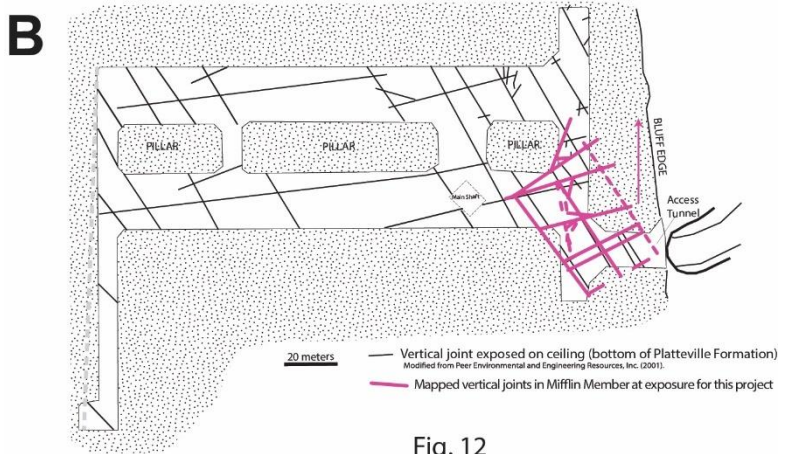 B
PILLAR
PILLAR
PILLAR
Main Shaft
BLUFF EDGE
Access
Tunnel
20 meters
Vertical joint exposed on ceiling (bottom of Platteville Formation)
Modified from Peer Environmental and Engineering Resources, Inc. (2001).
Mapped vertical joints in Mifflin Member at exposure for this project
Fig. 12